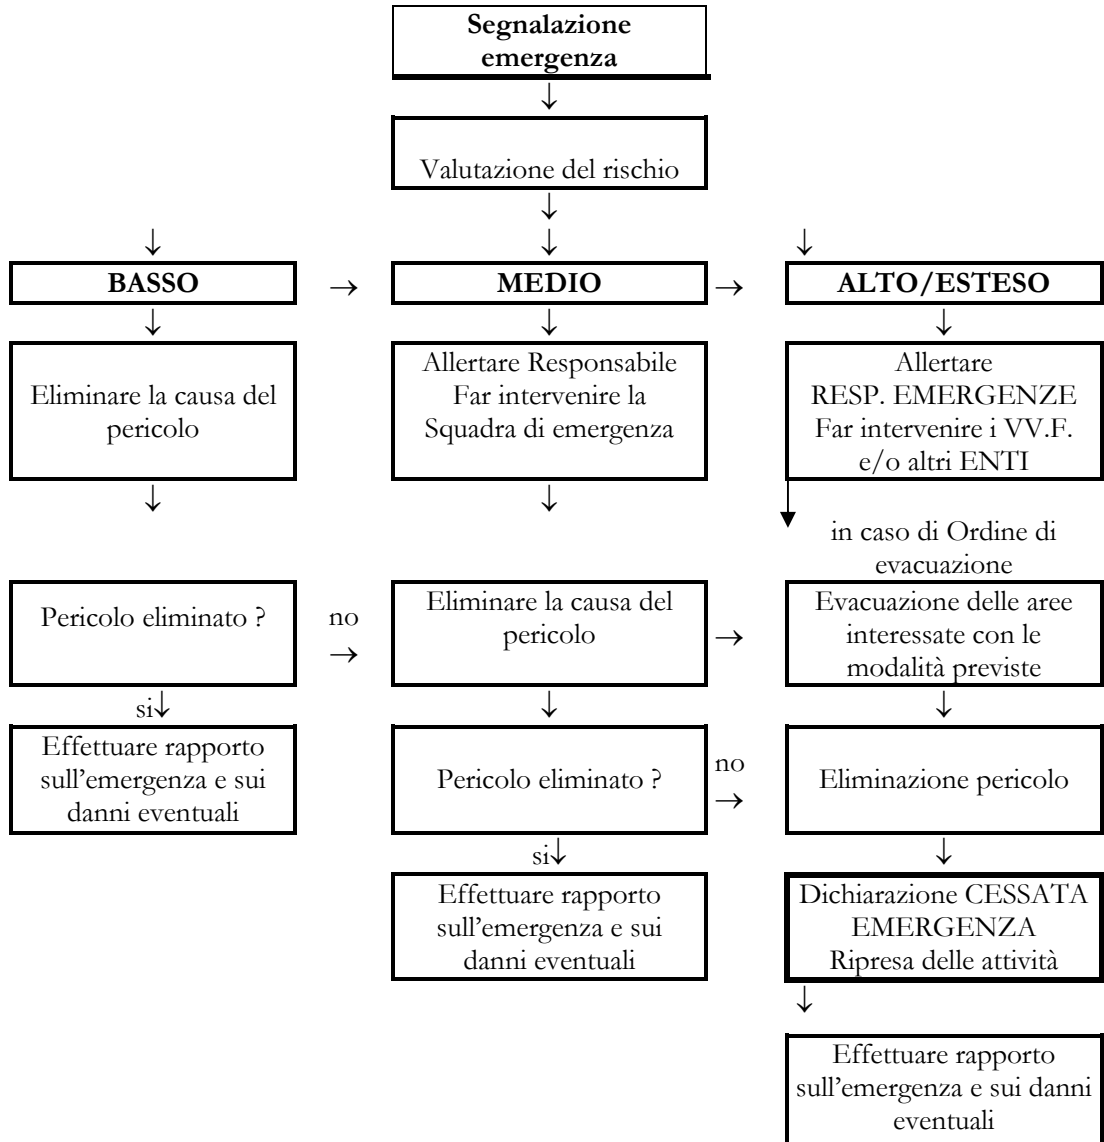 Segnalazione
emergenza
↓
Valutazione del rischio
↓
↓ ↓ ↓
BASSO → MEDIO → ALTO/ESTESO
↓ ↓ ↓
Eliminare la causa del
pericolo
Allertare Responsabile
Far intervenire la
Squadra di emergenza
Allertare
RESP. EMERGENZE
Far intervenire i VV.F.
e/o altri ENTI
↓ ↓
in caso di Ordine di
evacuazione
Pericolo eliminato ?
no
→
Eliminare la causa del
pericolo
→
Evacuazione delle aree
interessate con le
modalità previste
si↓
↓ ↓
Effettuare rapporto
sull'emergenza e sui
danni eventuali
Pericolo eliminato ?
no
→
Eliminazione pericolo
si↓
↓
Effettuare rapporto
sull'emergenza e sui
danni eventuali
Dichiarazione CESSATA
EMERGENZA
Ripresa delle attività
↓
Effettuare rapporto
sull'emergenza e sui danni
eventuali